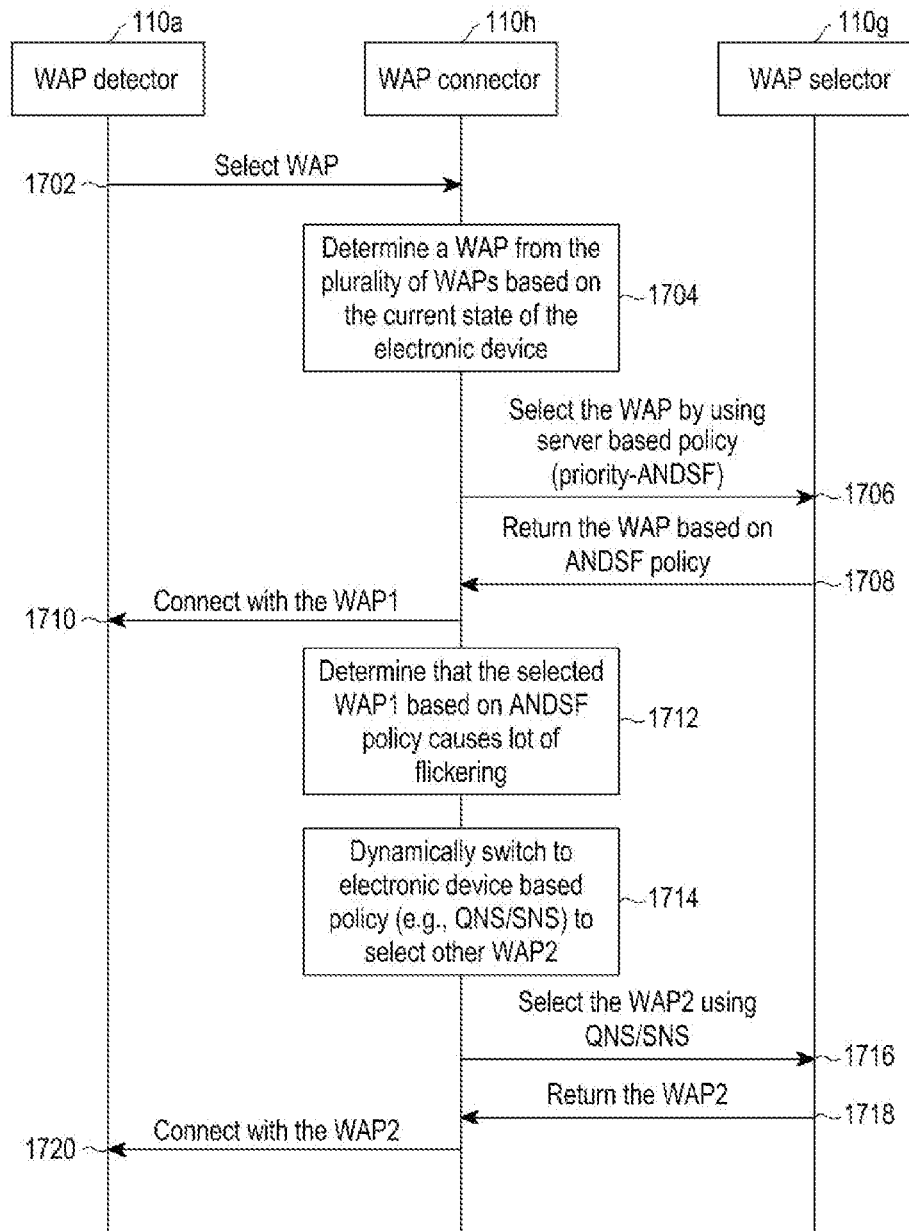 110a
110h
110g
WAP detector
WAP connector
WAP selector
Select WAP
1702
Determine a WAP from the
plurality of WAPs based on
the current state of the
electronic device
1704
Select the WAP by using
server based policy
(priority-ANDSF)
1706
Return the WAP based on
ANDSF policy
1708
Connect with the WAP1
1710
Determine that the selected
WAP1 based on ANDSF
policy causes lot of
flickering
1712
Dynamically switch to
electronic device based
policy (e.g., QNS/SNS) to
select other WAP2
1714
Select the WAP2 using
QNS/SNS
1716
Return the WAP2
1718
Connect with the WAP2
1720